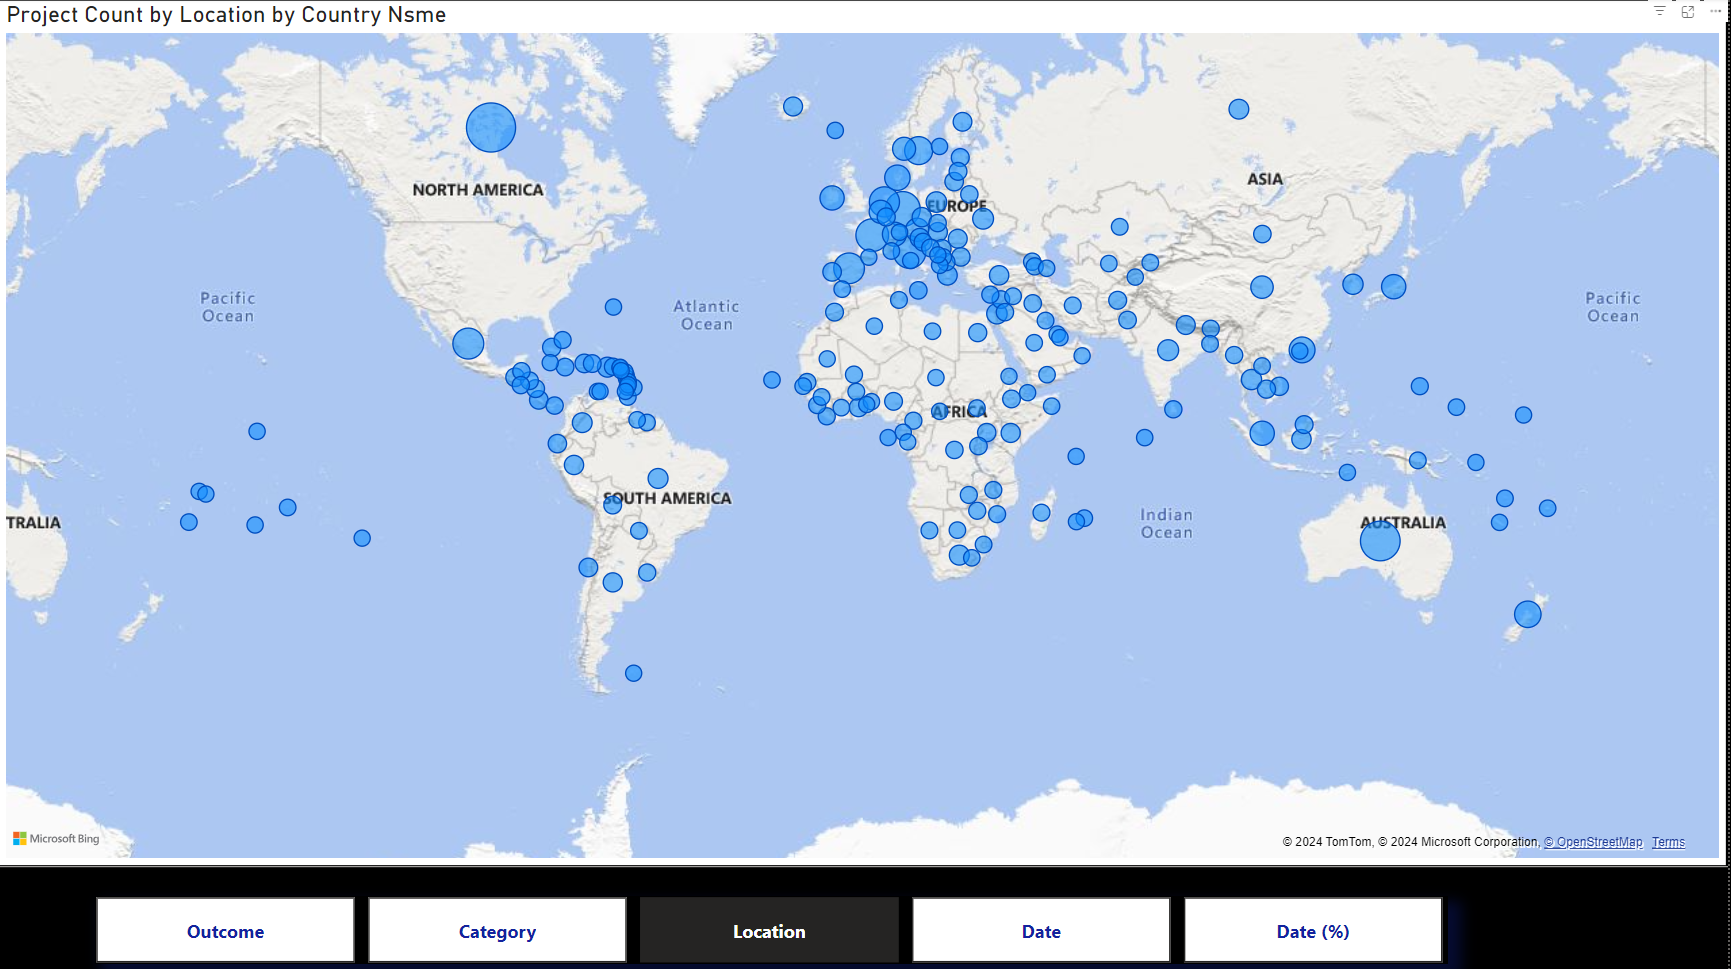 Project Count by Location by Country Nsme
NORTH AMERICA
ASIA
EUROPE
Pacific
Ocean
Atlantic
Ocean
Pacific
Ocean
AFRICA
SOUTH AMERICA
TRALIA
Indian
Ocean
AUSTRALIA
Microsoft Bing
© 2024 TomTom, © 2024 Microsoft Corporation, © OpenStreetMap Terms
Outcome
Category
Location
Date
Date (%)